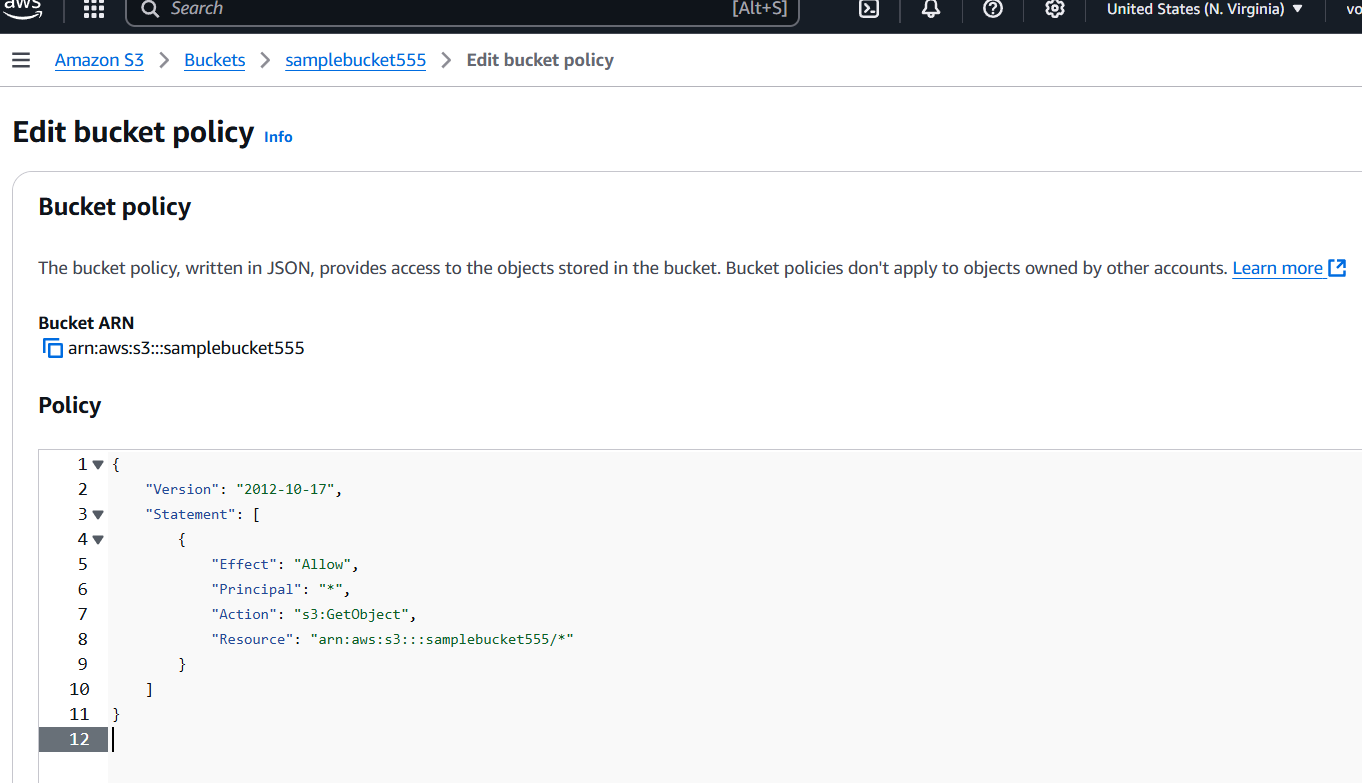 aws Search [Alt+S] United States (N. Virginia) vo
Amazon S3 Buckets samplebucket555 Edit bucket policy
Edit bucket policy Info
Bucket policy
The bucket policy, written in JSON, provides access to the objects stored in the bucket. Bucket policies don't apply to objects owned by other accounts. Learn more
Bucket ARN
arn:aws:s3:::samplebucket555
Policy
1 {
2 "Version": "2012-10-17",
3 "Statement": [
4 {
5 "Effect": "Allow",
6 "Principal": "*",
7 "Action": "s3:GetObject",
8 "Resource": "arn:aws:s3:::samplebucket555/*"
9 }
10 ]
11 }
12